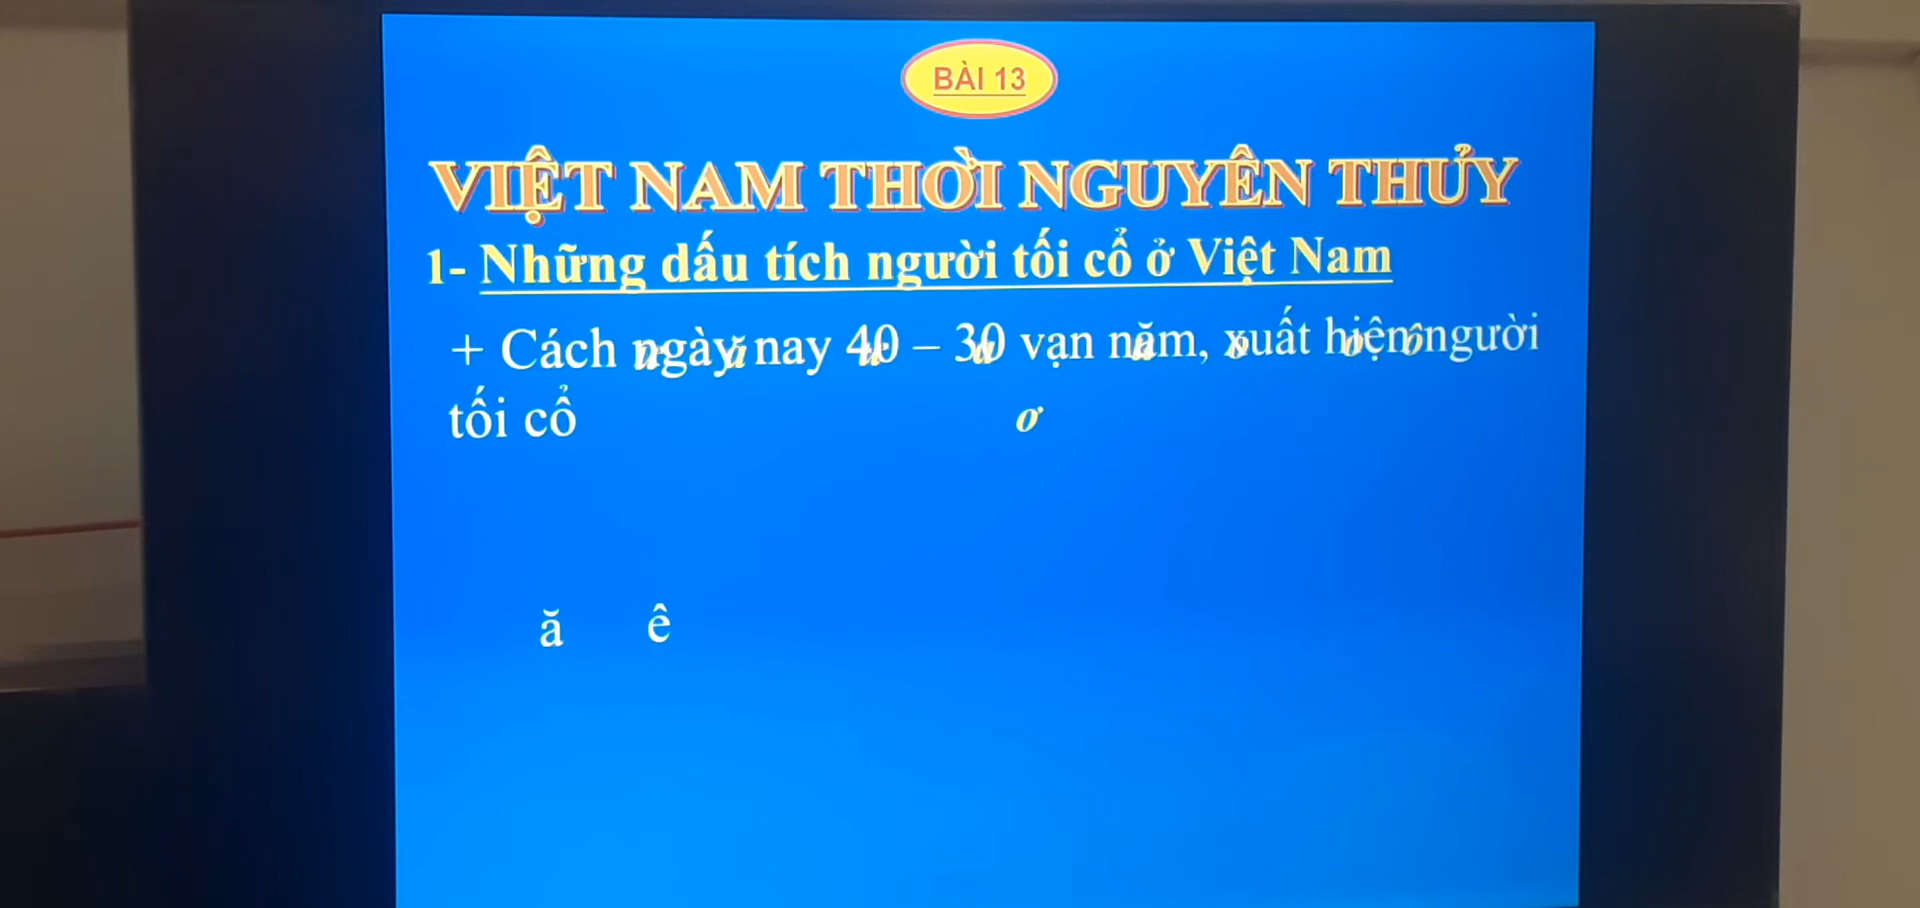 BÀI 13
VIỆT NAM THỜI NGUYÊN THỦY
1- Những dấu tích người tối cổ ở Việt Nam
+ Cách ngày nay 40 – 30 vạn năm, xuất hiện người
tối cổ
ơ
ă ê